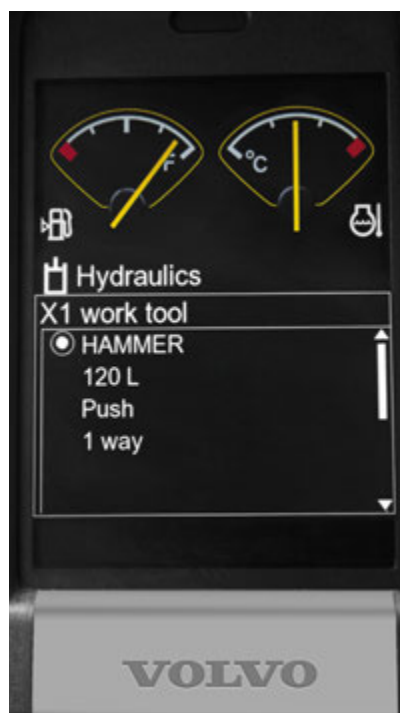 F
°C
Hydraulics
X1 work tool
HAMMER
120 L
Push
1 way
VOLVO